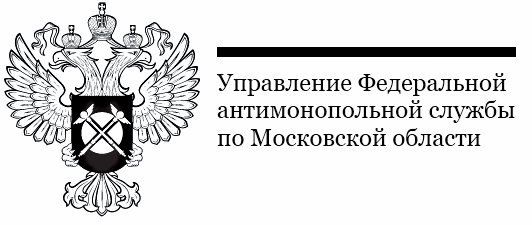 Управление Федеральной
антимонопольной службы
по Московской области